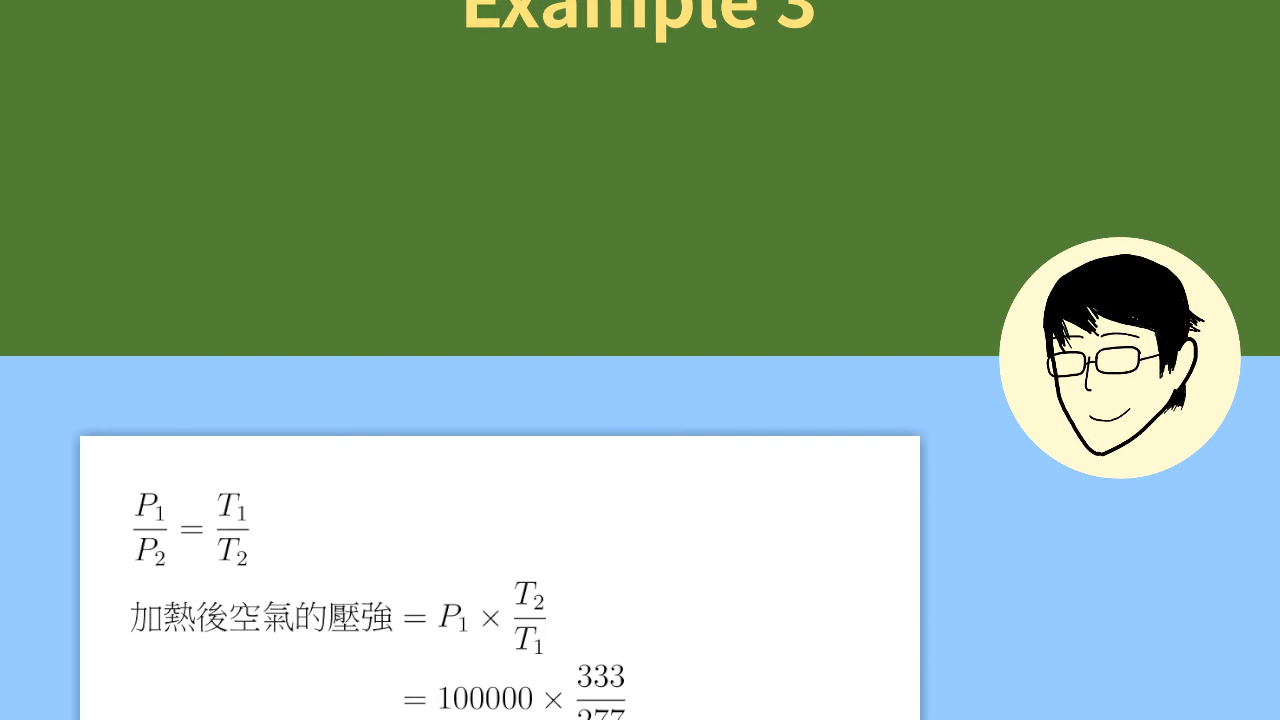 Example 3
P₁/P₂ = T₁/T₂
加熱後空氣的壓強 = P₁ × T₂/T₁
= 100000 × 333/277